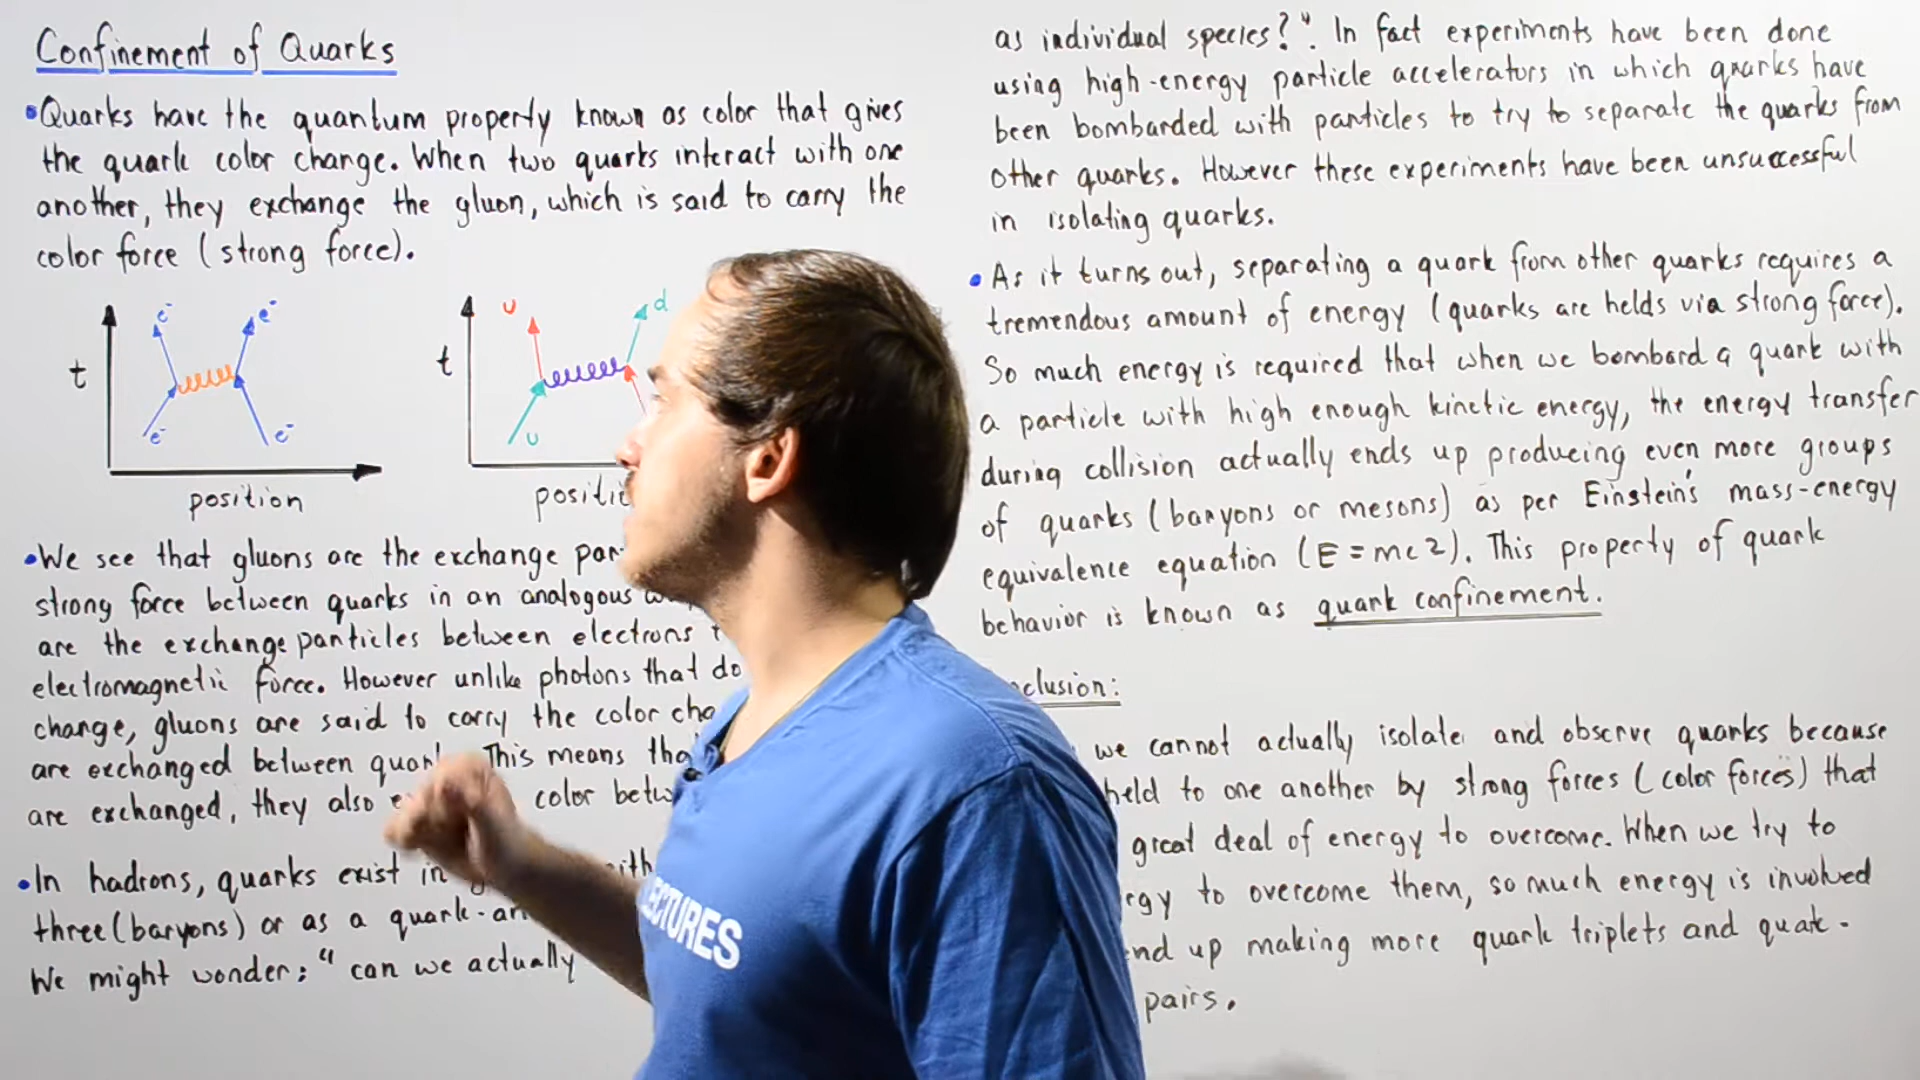 Confinement of Quarks
•Quarks have the quantum property known as color that gives
the quark color change. When two quarks interact with one
another, they exchange the gluon, which is said to carry the
color force (strong force).
t
e-
e-
e-
e-
position
t
u
d
u
positi
•We see that gluons are the exchange par
strong force between quarks in an analogous
are the exchange particles between electrons
electromagnetic force. However unlike photons that do
change, gluons are said to carry the color cha
are exchanged between quark This means tha
are exchanged, they also color betw
•In hadrons, quarks exist in
three (baryons) or as a quark-an
We might wonder: "can we actually
as individual species?". In fact experiments have been done
using high-energy particle accelerators in which quarks have
been bombarded with particles to try to separate the quarks from
other quarks. However these experiments have been unsuccessful
in isolating quarks.
•As it turns out, separating a quark from other quarks requires a
tremendous amount of energy (quarks are helds via strong force).
So much energy is required that when we bombard a quark with
a particle with high enough kinetic energy, the energy transfer
during collision actually ends up producing even more groups
of quarks (baryons or mesons) as per Einstein's mass-energy
equivalence equation (E=mc2). This property of quark
behavior is known as quark confinement.
clusion:
we cannot actually isolate and observe quarks because
held to one another by strong forces (color forces) that
great deal of energy to overcome. When we try to
rgy to overcome them, so much energy is involved
nd up making more quark triplets and quak-
pairs.
ECTURES